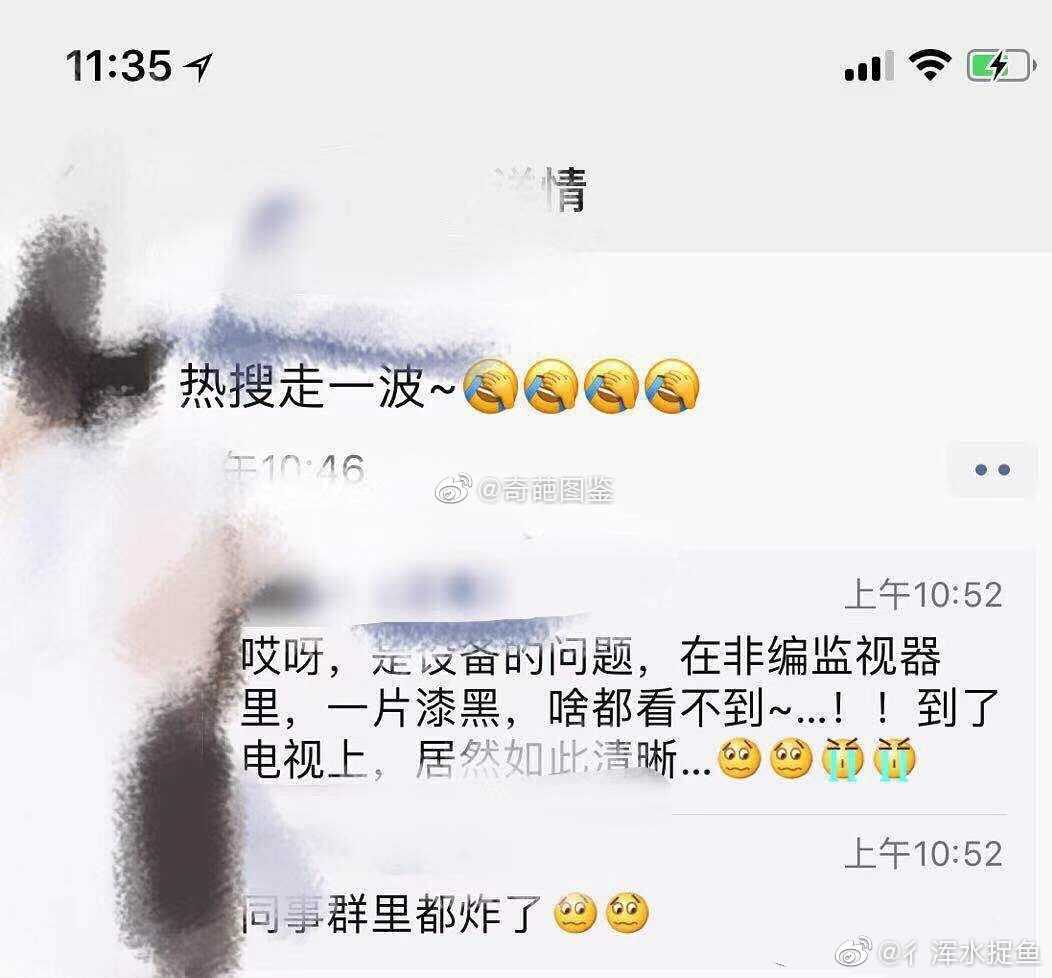 11:35
详情
热搜走一波~🤦🤦🤦🤦
午10:46
@奇葩图鉴
上午10:52
哎呀，是设备的问题，在非编监视器
里，一片漆黑，啥都看不到~...！！到了
电视上，居然如此清晰...
上午10:52
同事群里都炸了
@彳浑水捉鱼